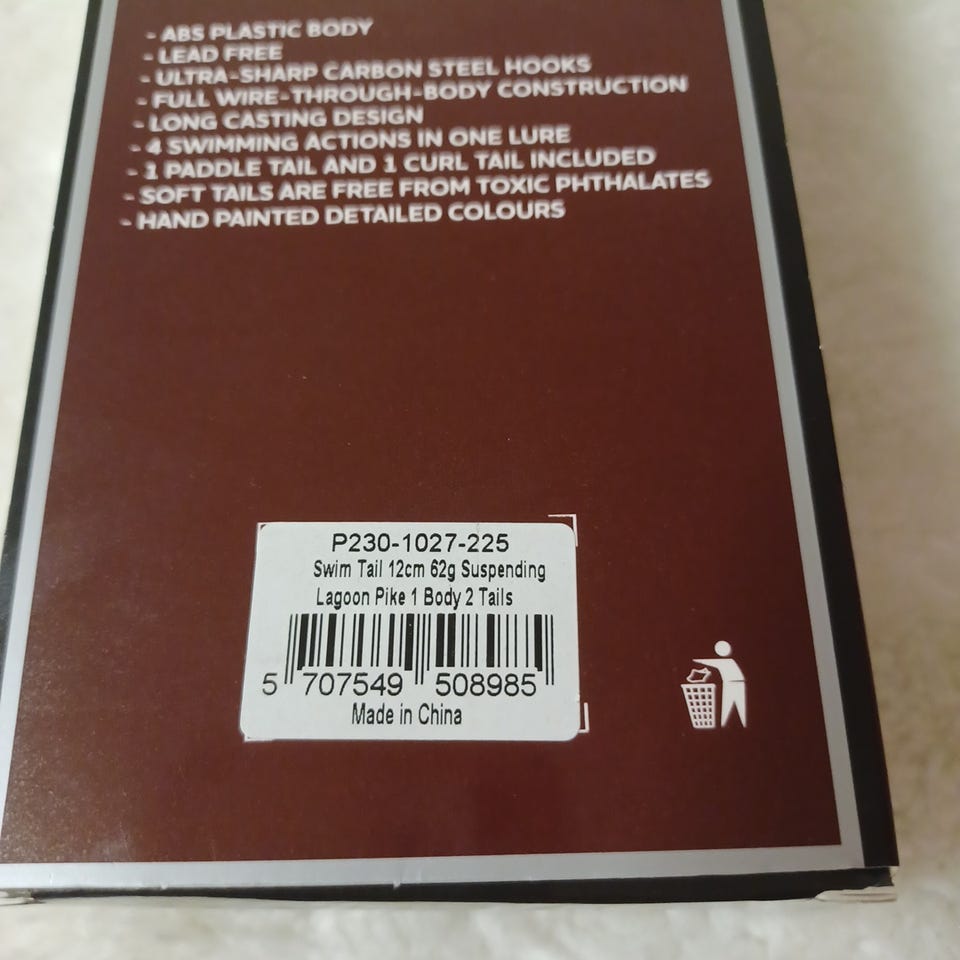 - ABS PLASTIC BODY
- LEAD FREE
- ULTRA-SHARP CARBON STEEL HOOKS
- FULL WIRE-THROUGH-BODY CONSTRUCTION
- LONG CASTING DESIGN
- 4 SWIMMING ACTIONS IN ONE LURE
- 1 PADDLE TAIL AND 1 CURL TAIL INCLUDED
- SOFT TAILS ARE FREE FROM TOXIC PHTHALATES
- HAND PAINTED DETAILED COLOURS
P230-1027-225
Swim Tail 12cm 62g Suspending
Lagoon Pike 1 Body 2 Tails
5 707549 508985
Made in China